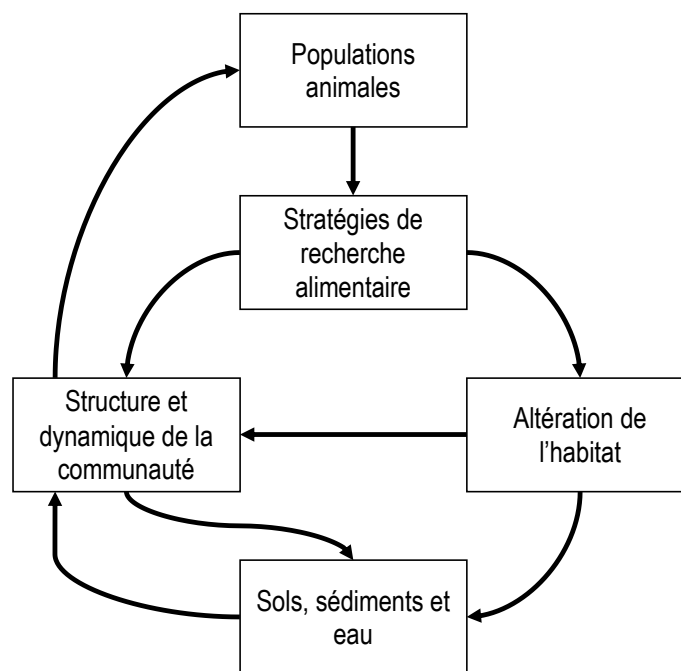 Populations
animales
Stratégies de
recherche
alimentaire
Structure et
dynamique de la
communauté
Altération de
l'habitat
Sols, sédiments et
eau